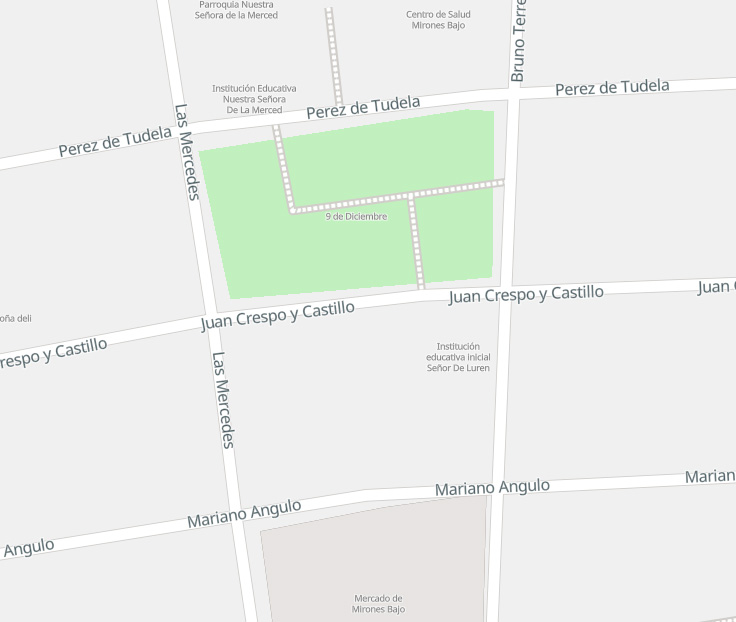 Parroquia Nuestra
Señora de la Merced
Centro de Salud
Mirones Bajo
Bruno Terre
Institución Educativa
Nuestra Señora
De La Merced
Perez de Tudela
Perez de Tudela
Perez de Tudela
Las Mercedes
9 de Diciembre
Juan Crespo y Castillo
Juan Crespo y Castillo
Juan C
oña deli
respo y Castillo
Institución
educativa inicial
Señor De Luren
Las Mercedes
Mariano Angulo
Mariano Angulo
Marian
Angulo
Mercado de
Mirones Bajo